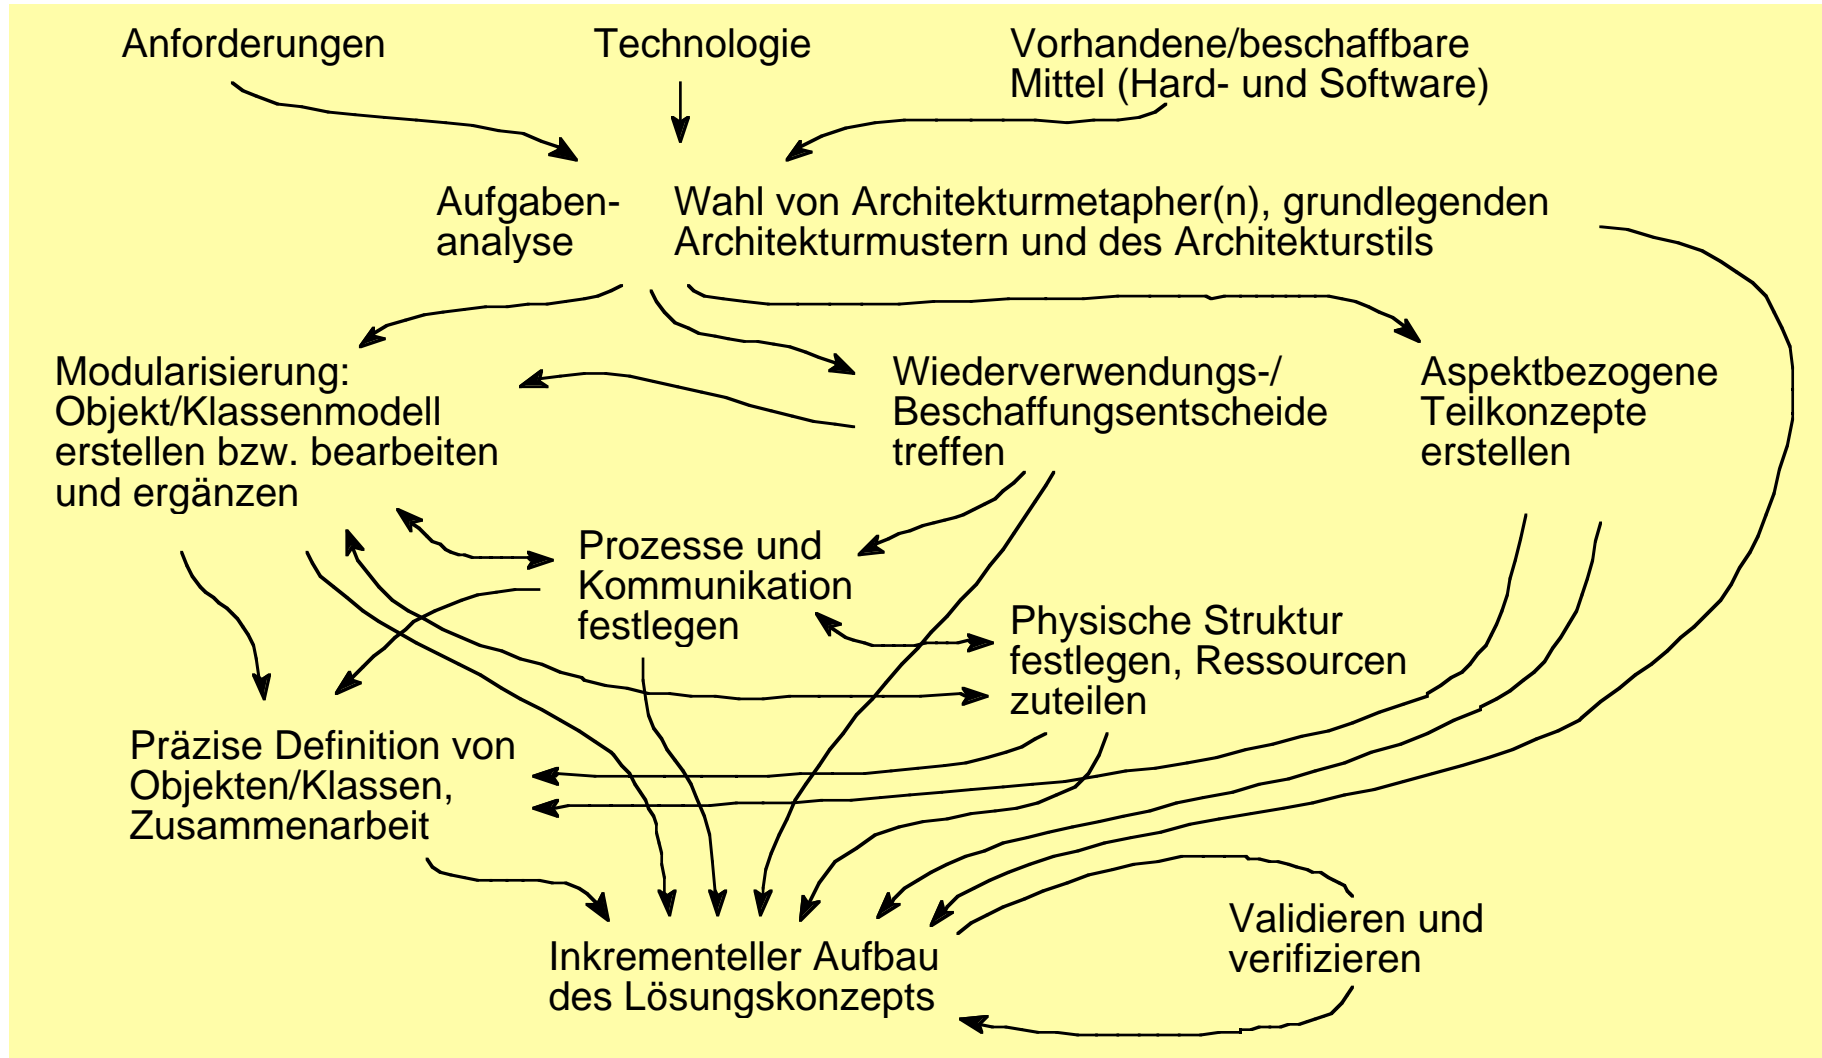 Anforderungen
Technologie
Vorhandene/beschaffbare
Mittel (Hard- und Software)
Aufgaben-
analyse
Wahl von Architekturmetapher(n), grundlegenden
Architekturmustern und des Architekturstils
Modularisierung:
Objekt/Klassenmodell
erstellen bzw. bearbeiten
und ergänzen
Wiederverwendungs-/
Beschaffungsentscheide
treffen
Aspektbezogene
Teilkonzepte
erstellen
Prozesse und
Kommunikation
festlegen
Physische Struktur
festlegen, Ressourcen
zuteilen
Präzise Definition von
Objekten/Klassen,
Zusammenarbeit
Validieren und
verifizieren
Inkrementeller Aufbau
des Lösungskonzepts